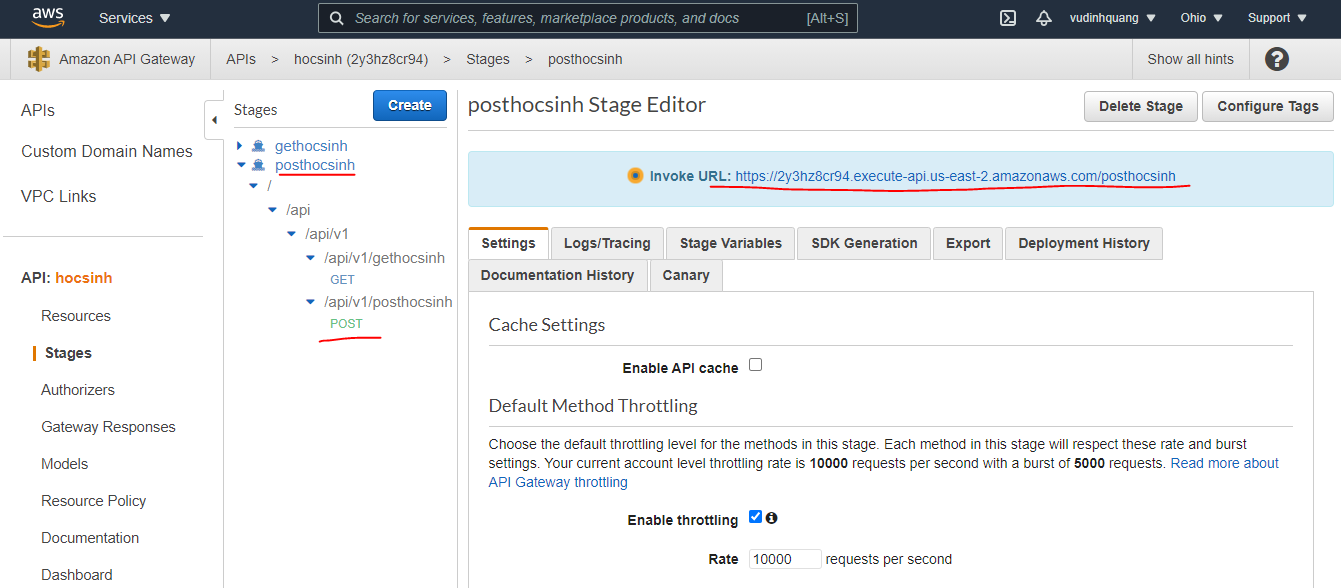 aws Services Search for services, features, marketplace products, and docs [Alt+S] vudinhquang Ohio Support
Amazon API Gateway APIs > hocsinh (2y3hz8cr94) > Stages > posthocsinh Show all hints ?
APIs
Custom Domain Names
VPC Links
API: hocsinh
Resources
Stages
Authorizers
Gateway Responses
Models
Resource Policy
Documentation
Dashboard
Stages Create
gethocsinh
posthocsinh
/
/api
/api/v1
/api/v1/gethocsinh
GET
/api/v1/posthocsinh
POST
posthocsinh Stage Editor Delete Stage Configure Tags
Invoke URL: https://2y3hz8cr94.execute-api.us-east-2.amazonaws.com/posthocsinh
Settings Logs/Tracing Stage Variables SDK Generation Export Deployment History
Documentation History Canary
Cache Settings
Enable API cache
Default Method Throttling
Choose the default throttling level for the methods in this stage. Each method in this stage will respect these rate and burst
settings. Your current account level throttling rate is 10000 requests per second with a burst of 5000 requests. Read more about
API Gateway throttling
Enable throttling
Rate 10000 requests per second